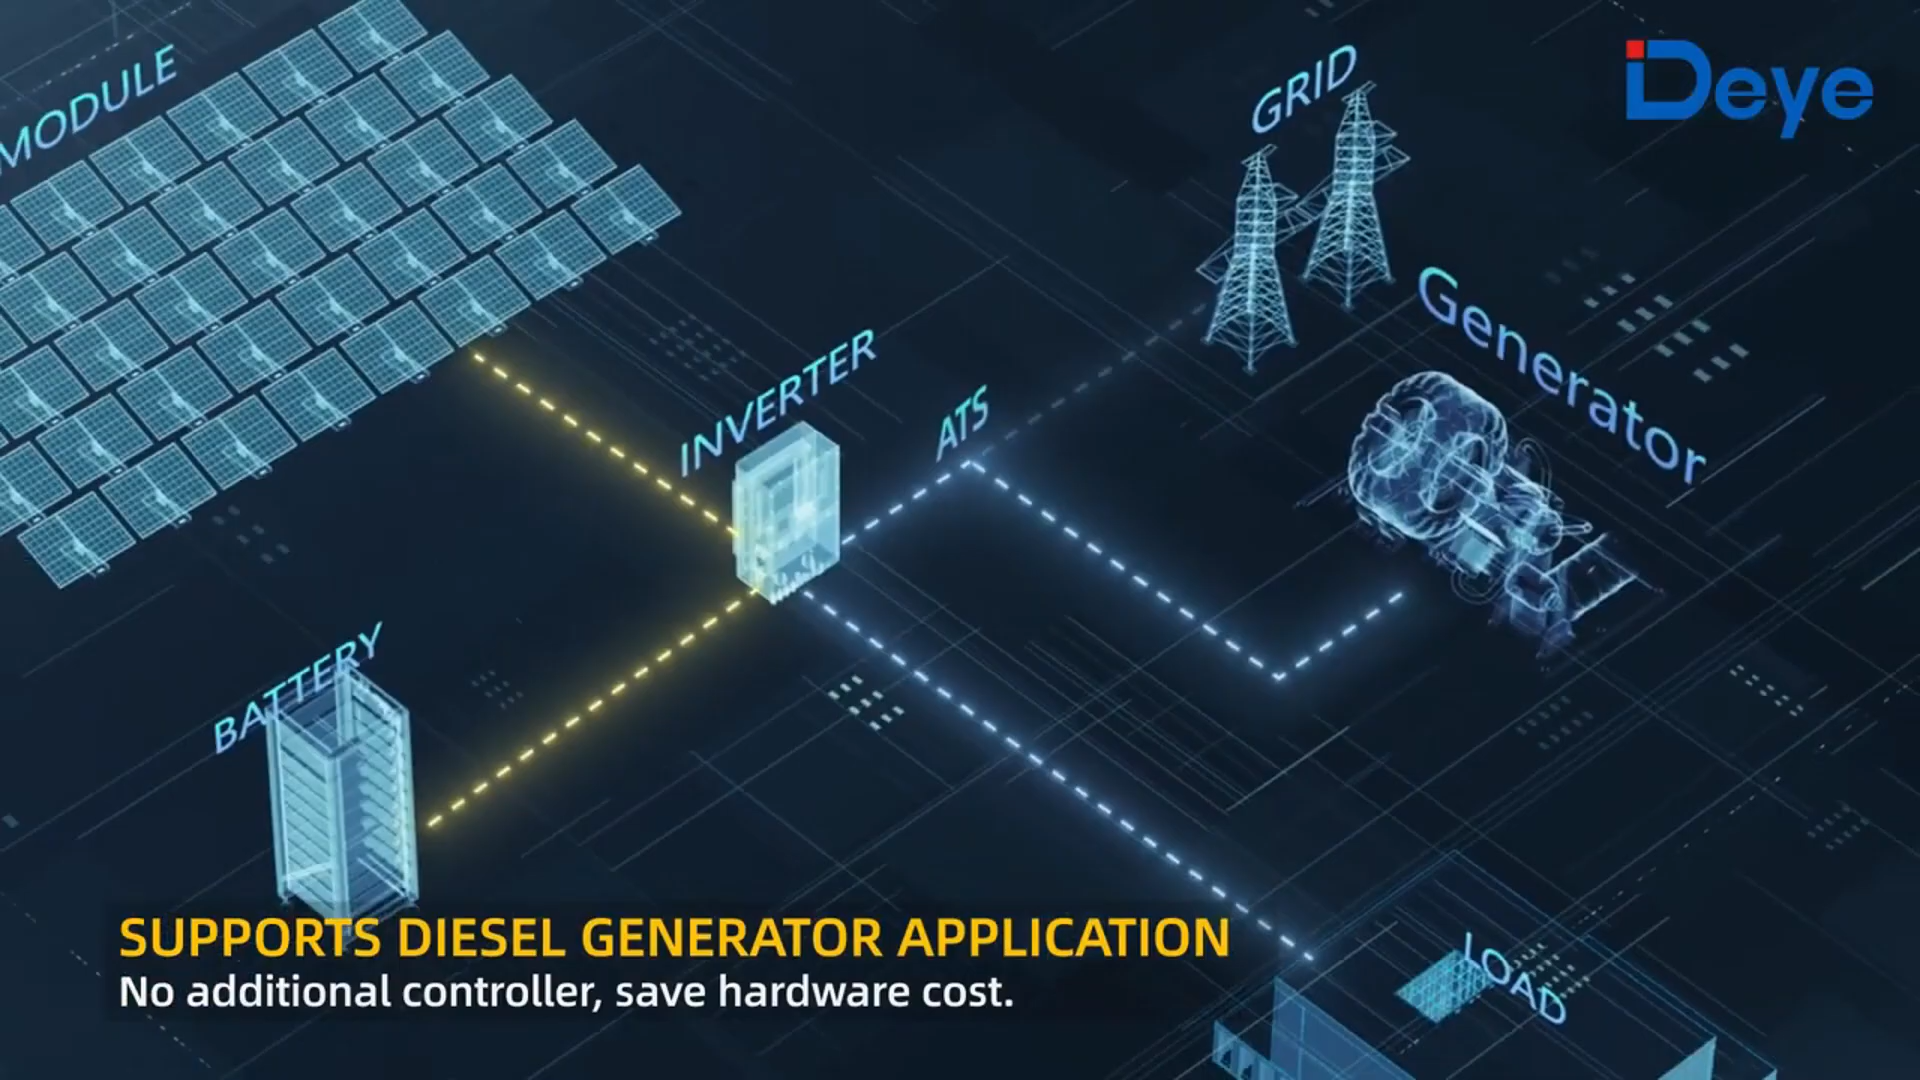 MODULE
GRID
Deye
Generator
INVERTER
ATS
BATTERY
SUPPORTS DIESEL GENERATOR APPLICATION
No additional controller, save hardware cost.
LOAD